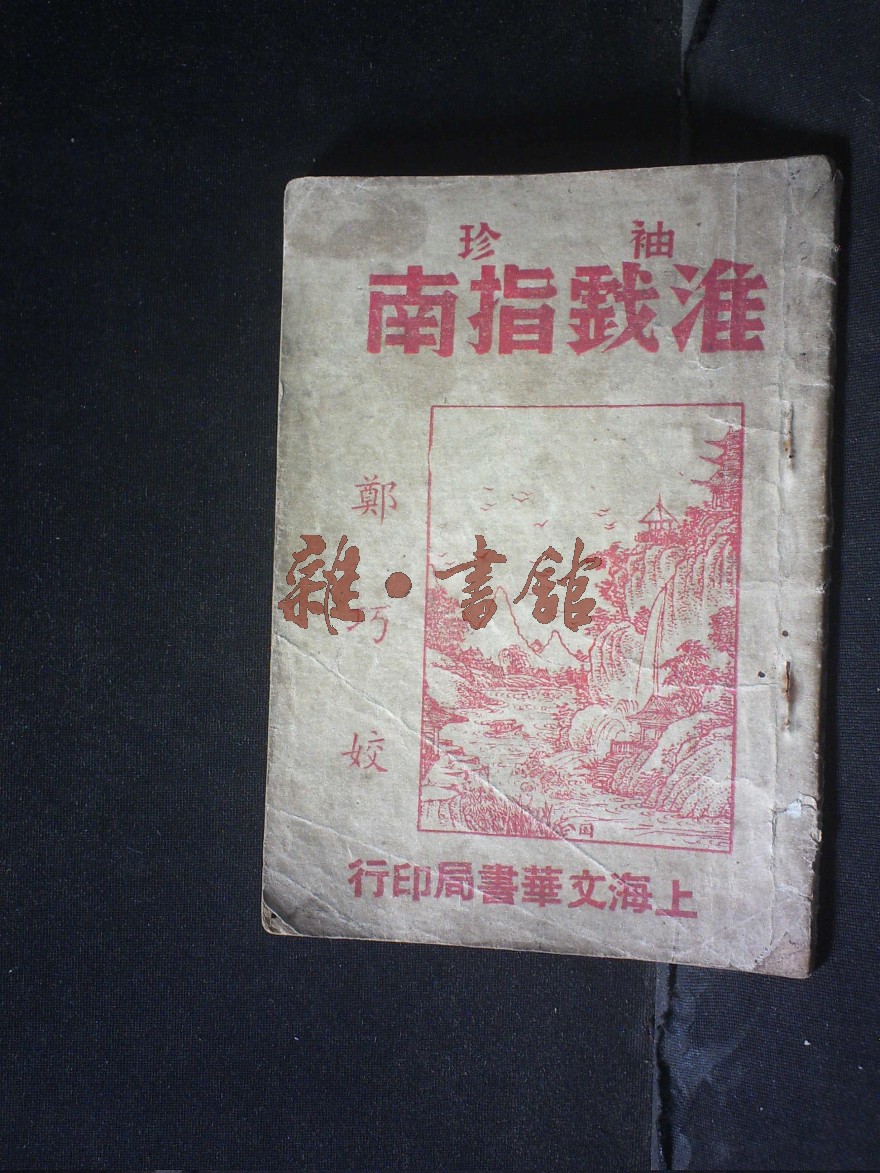 袖珍
淮戲指南
鄭巧姣
雜·書館
上海文華書局印行